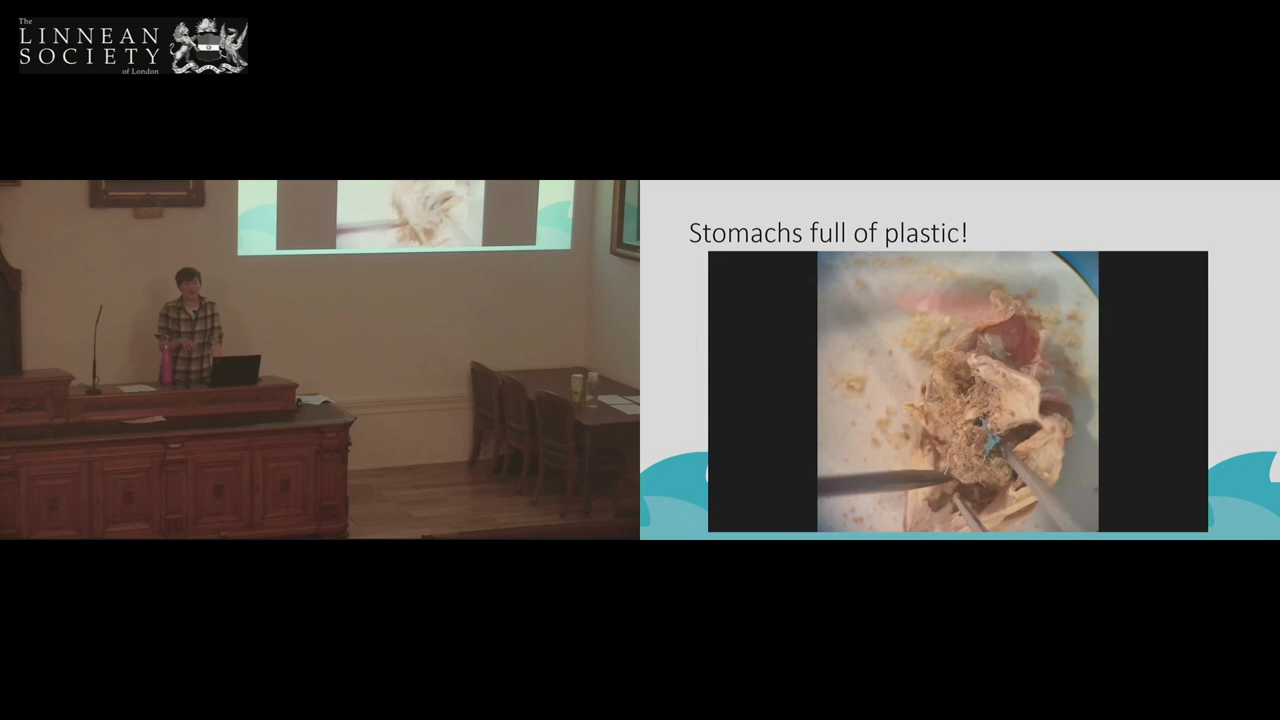 The
LINNEAN
SOCIETY
of London
Stomachs full of plastic!